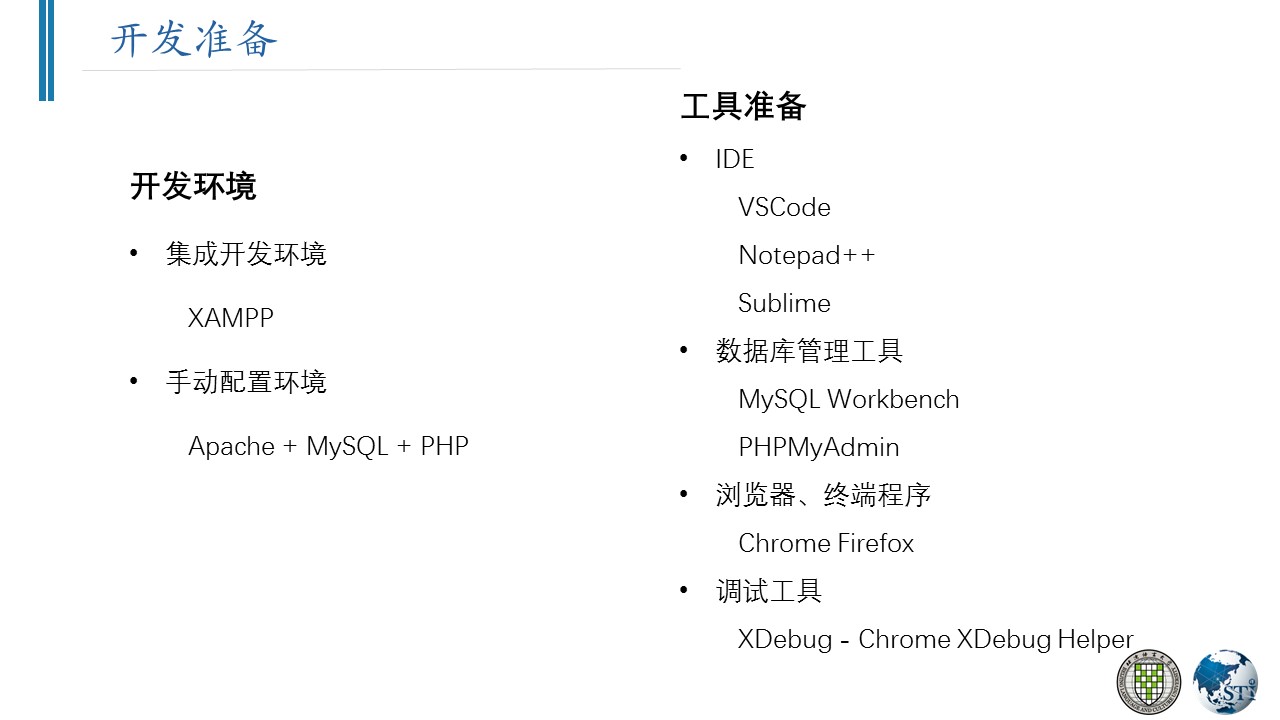 开发准备
开发环境
• 集成开发环境
XAMPP
• 手动配置环境
Apache + MySQL + PHP
工具准备
• IDE
VSCode
Notepad++
Sublime
• 数据库管理工具
MySQL Workbench
PHPMyAdmin
• 浏览器、终端程序
Chrome Firefox
• 调试工具
XDebug - Chrome XDebug Helper
STI